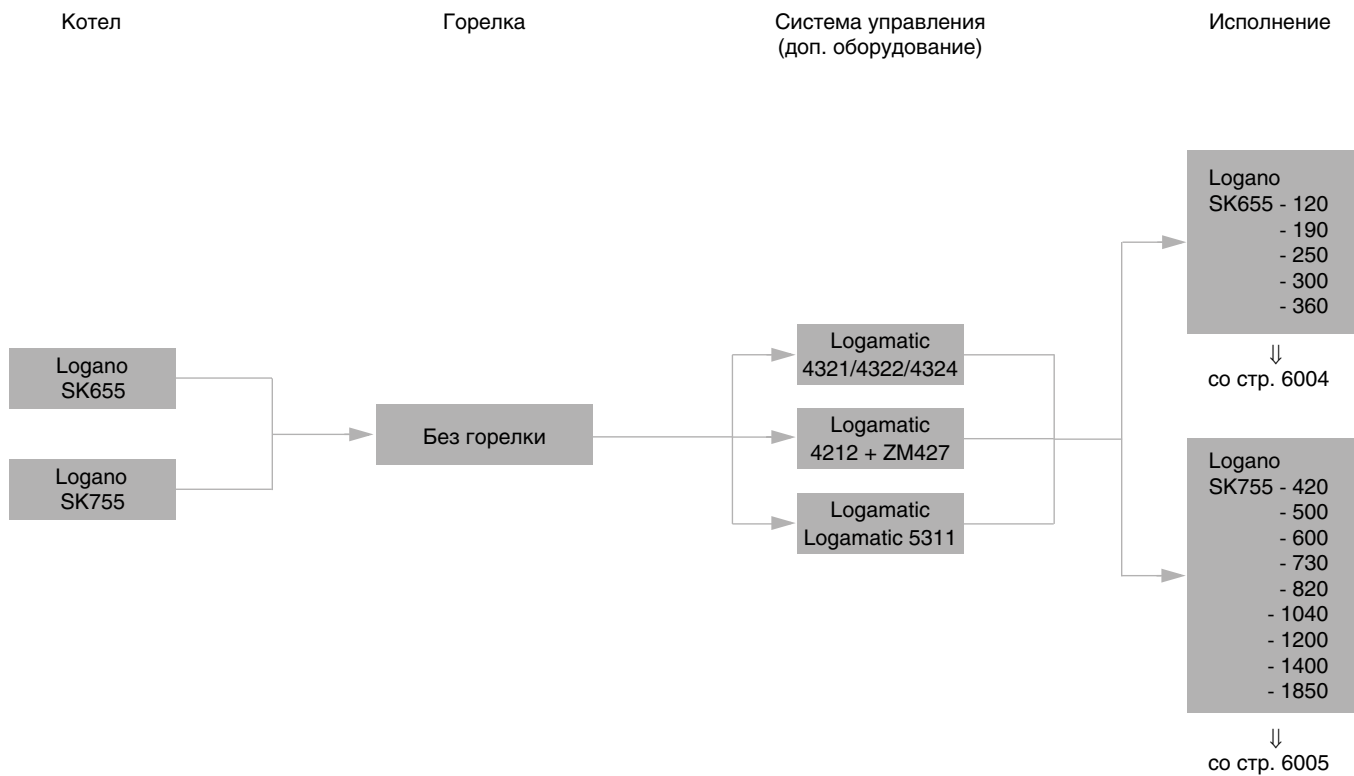 Котел
Горелка
Система управления
(доп. оборудование)
Исполнение
Logano
SK655
Logano
SK755
Без горелки
Logamatic
4321/4322/4324
Logamatic
4212 + ZM427
Logamatic
Logamatic 5311
Logano
SK655 - 120
- 190
- 250
- 300
- 360
⇓
со стр. 6004
Logano
SK755 - 420
- 500
- 600
- 730
- 820
- 1040
- 1200
- 1400
- 1850
⇓
со стр. 6005